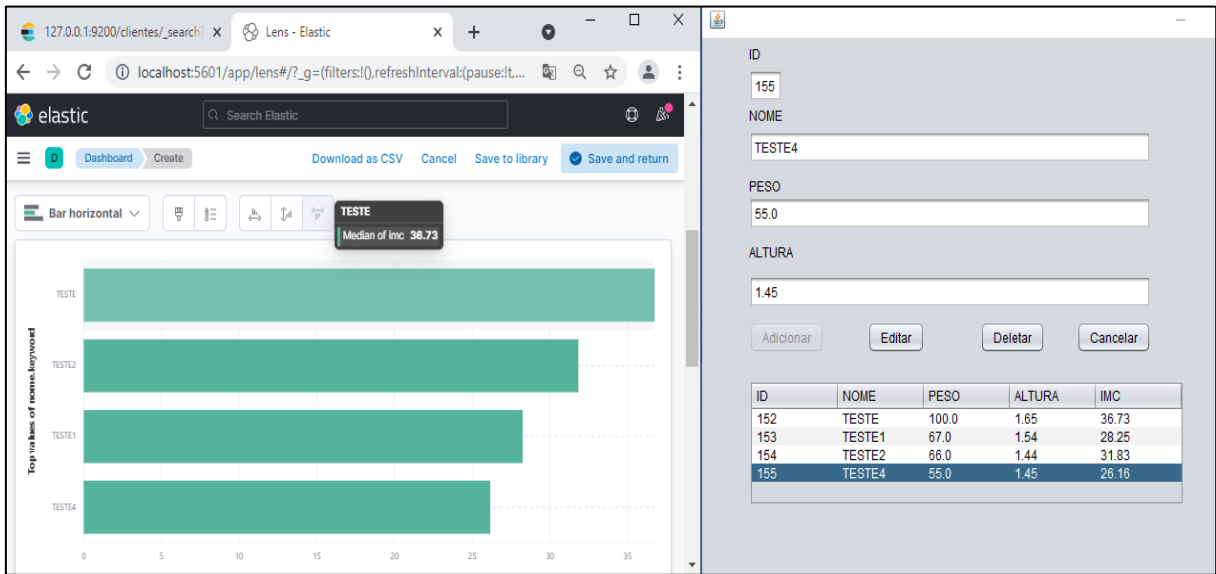 127.0.0.1:9200/clientes/_search?
Lens - Elastic
localhost:5601/app/lens#/?_g=(filters:!(),refreshInterval:(pause:!t,...
elastic
Search Elastic
D
Dashboard
Create
Download as CSV
Cancel
Save to library
Save and return
Bar horizontal
TESTE
Median of imc 36.73
Top values of nome.keyword
TESTE
TESTE2
TESTE1
TESTE4
0 5 10 15 20 25 30 35
ID
155
NOME
TESTE4
PESO
55.0
ALTURA
1.45
Adicionar
Editar
Deletar
Cancelar
ID NOME PESO ALTURA IMC
152 TESTE 100.0 1.65 36.73
153 TESTE1 67.0 1.54 28.25
154 TESTE2 66.0 1.44 31.83
155 TESTE4 55.0 1.45 26.16